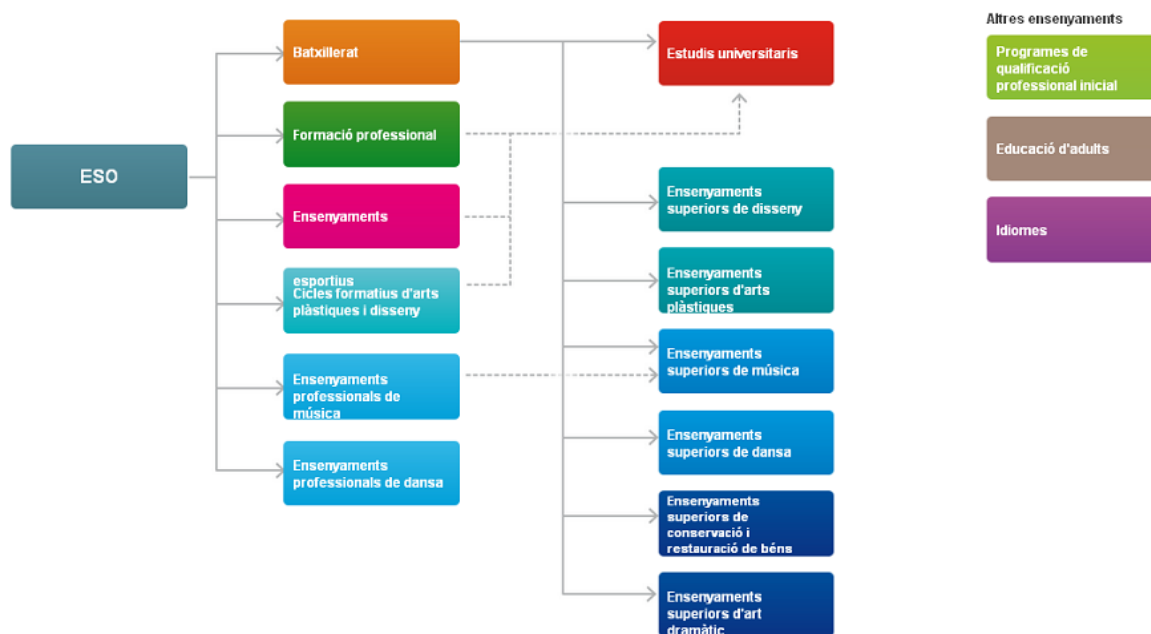 ESO
Batxillerat
Formació professional
Ensenyaments
esportius
Cicles formatius d'arts
plàstiques i disseny
Ensenyaments
professionals de
música
Ensenyaments
professionals de dansa
Estudis universitaris
Ensenyaments
superiors de disseny
Ensenyaments
superiors d'arts
plàstiques
Ensenyaments
superiors de música
Ensenyaments
superiors de dansa
Ensenyaments
superiors de
conservació i
restauració de béns
Ensenyaments
superiors d'art
dramàtic
Altres ensenyaments
Programes de
qualificació
professional inicial
Educació d'adults
Idiomes